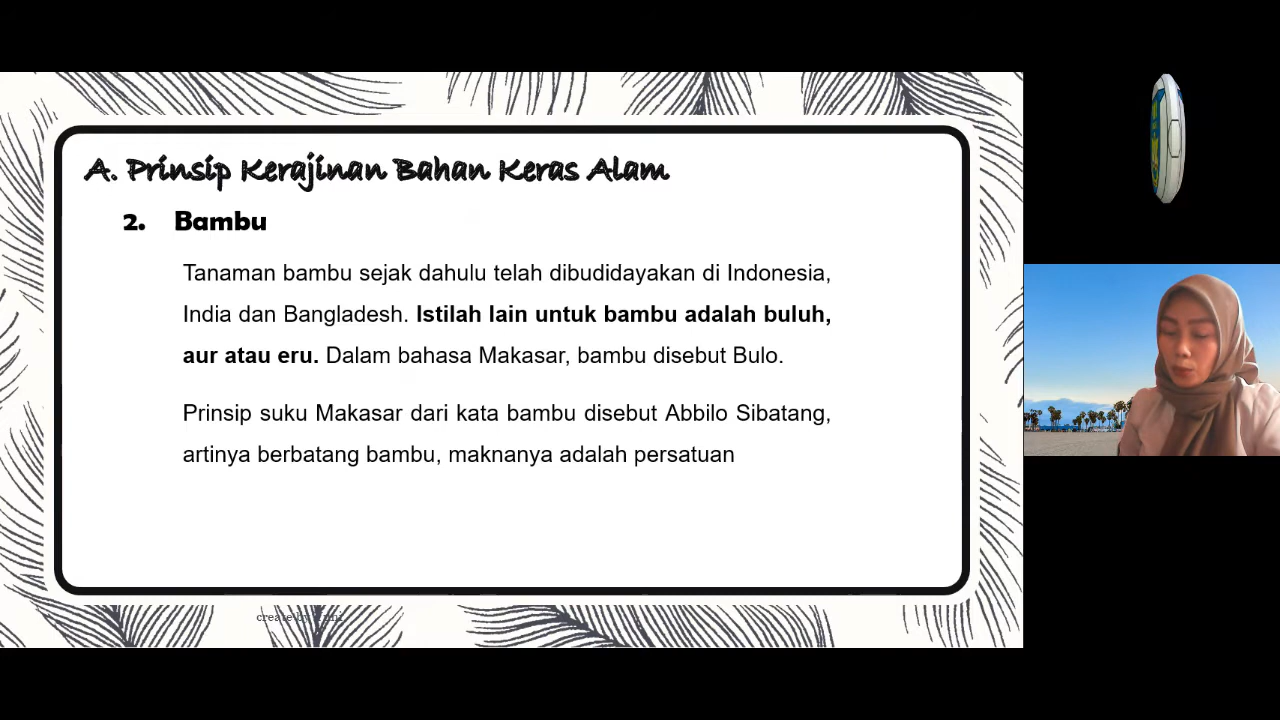 A. Prinsip Kerajinan Bahan Keras Alam
2. Bambu
Tanaman bambu sejak dahulu telah dibudidayakan di Indonesia,
India dan Bangladesh. Istilah lain untuk bambu adalah buluh,
aur atau eru. Dalam bahasa Makasar, bambu disebut Bulo.
Prinsip suku Makasar dari kata bambu disebut Abbilo Sibatang,
artinya berbatang bambu, maknanya adalah persatuan
create by